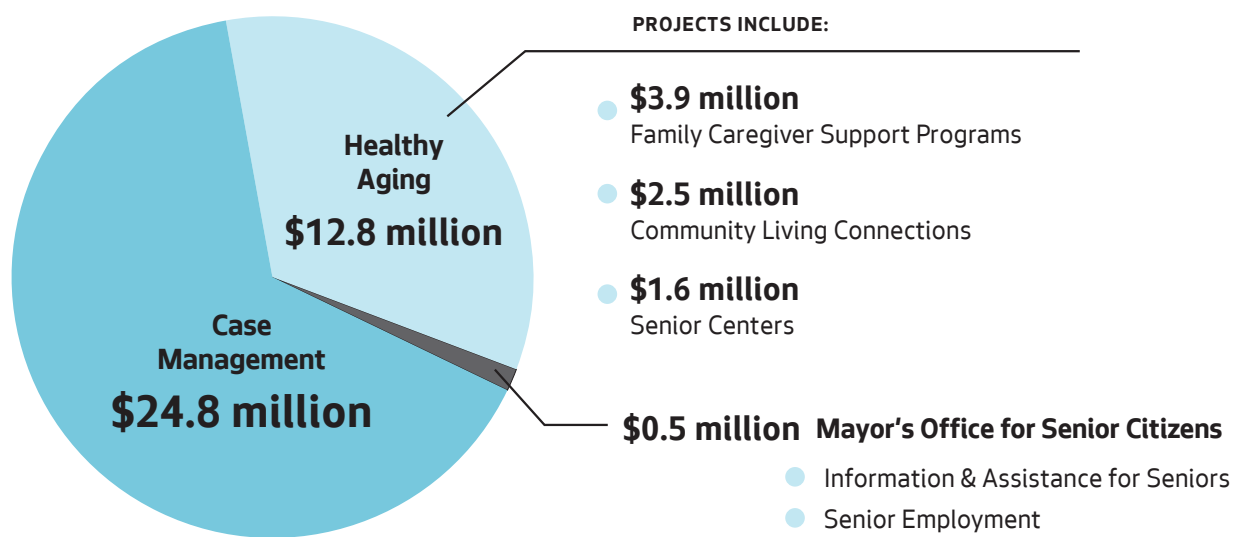 PROJECTS INCLUDE:
Healthy
Aging
$12.8 million
$3.9 million
Family Caregiver Support Programs
$2.5 million
Community Living Connections
$1.6 million
Senior Centers
Case
Management
$24.8 million
$0.5 million Mayor’s Office for Senior Citizens
Information & Assistance for Seniors
Senior Employment